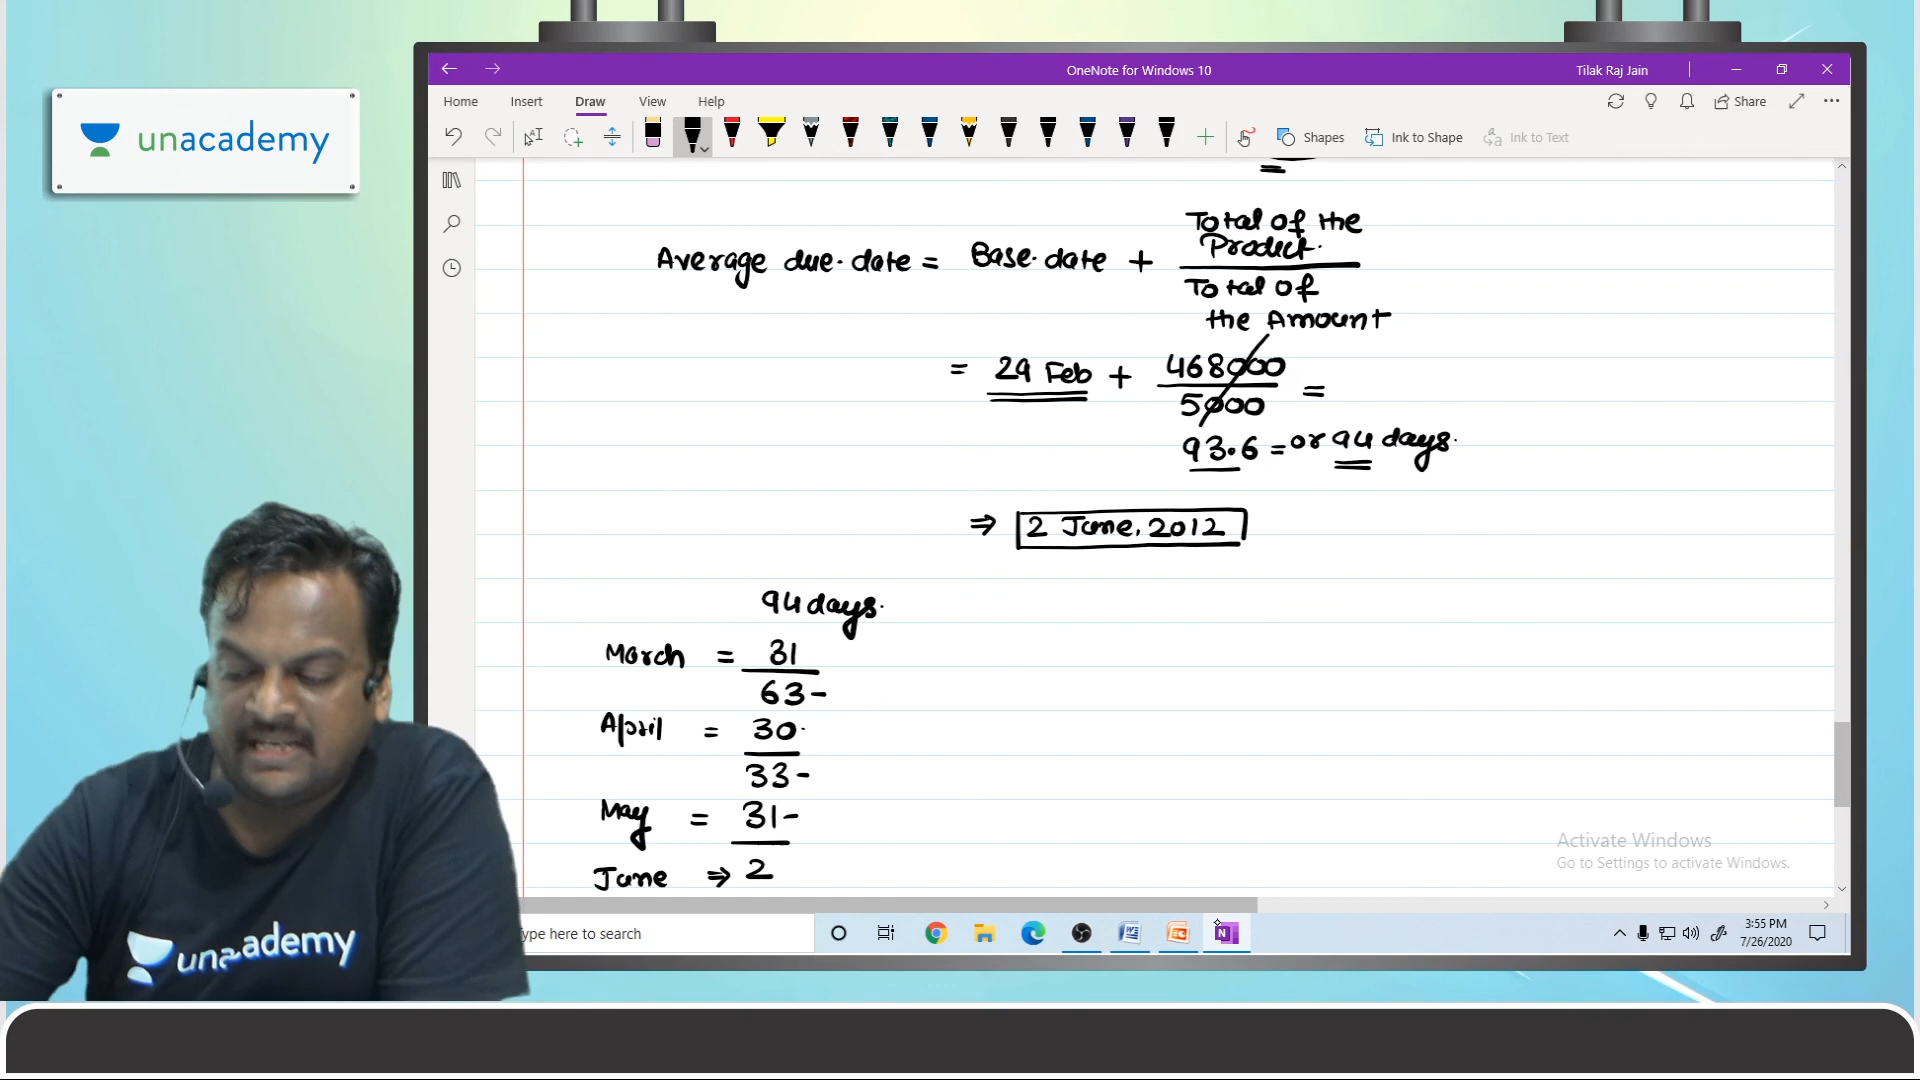 unacademy
OneNote for Windows 10
Tilak Raj Jain
Home Insert Draw View Help
Share
Shapes Ink to Shape Ink to Text
Total of the
Average due date = Base date + Product
Total of
the Amount
= 29 Feb + 468000
5000 =
93.6 = or 94 days.
⇒ 2 June, 2012
94 days.
March = 31
63 -
April = 30
33 -
May = 31 -
June ⇒ 2
Activate Windows
Go to Settings to activate Windows.
ype here to search
3:55 PM
7/26/2020
unacademy